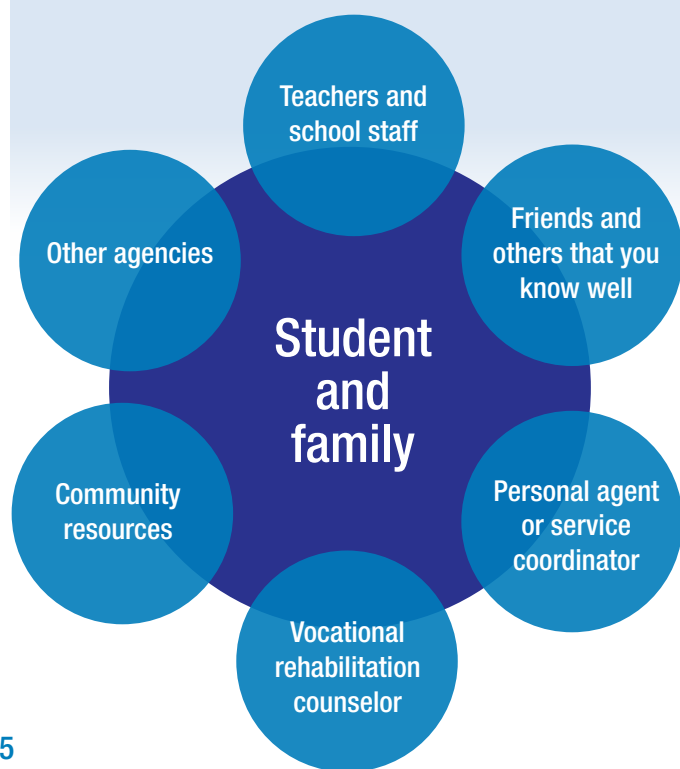 Teachers and
school staff
Friends and
others that you
know well
Other agencies
Student
and
family
Personal agent
or service
coordinator
Community
resources
Vocational
rehabilitation
counselor
5